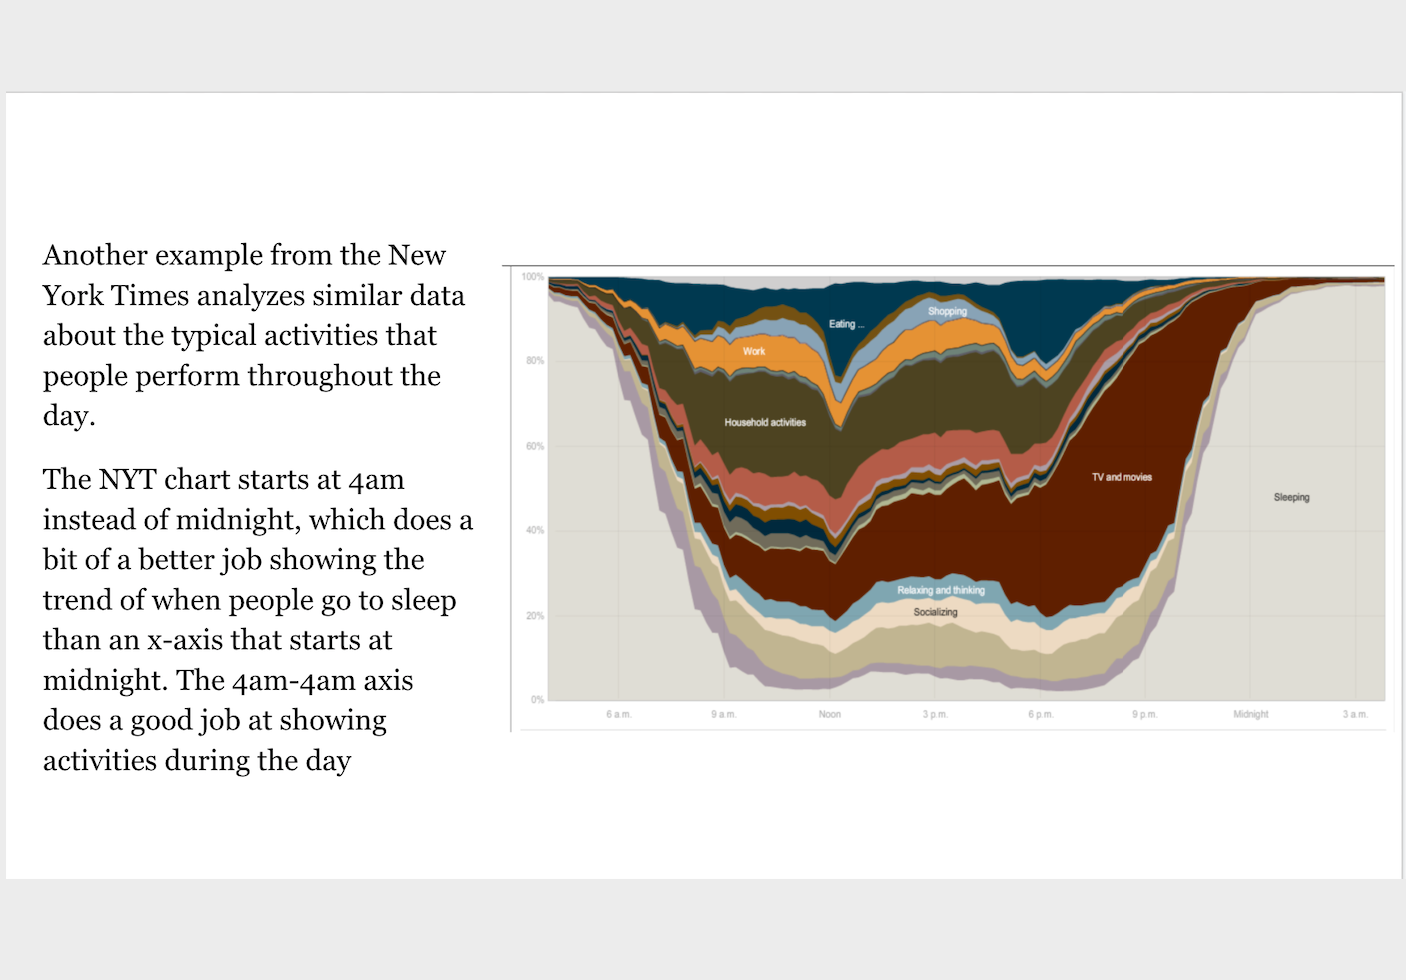 Another example from the New
York Times analyzes similar data
about the typical activities that
people perform throughout the
day.
The NYT chart starts at 4am
instead of midnight, which does a
bit of a better job showing the
trend of when people go to sleep
than an x-axis that starts at
midnight. The 4am-4am axis
does a good job at showing
activities during the day
100%
80%
60%
40%
20%
0%
Eating ...
Shopping
Work
Household activities
TV and movies
Sleeping
Relaxing and thinking
Socializing
6 a.m. 9 a.m. Noon 3 p.m. 6 p.m. 9 p.m. Midnight 3 a.m.